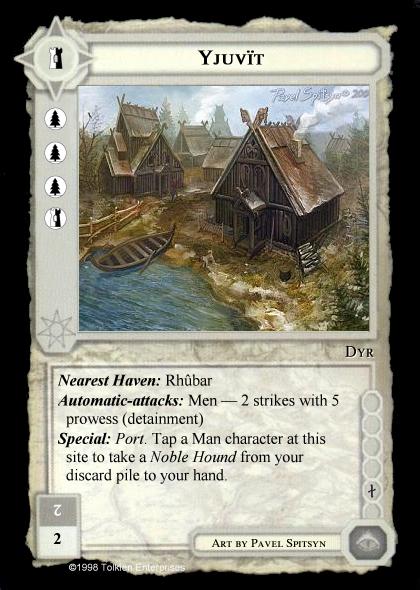 Yjuvït
Pavel Spitsyn © 200
Dyr
Nearest Haven: Rhûbar
Automatic-attacks: Men — 2 strikes with 5
prowess (detainment)
Special: Port. Tap a Man character at this
site to take a Noble Hound from your
discard pile to your hand.
2
2
Art by Pavel Spitsyn
©1998 Tolkien Enterprises